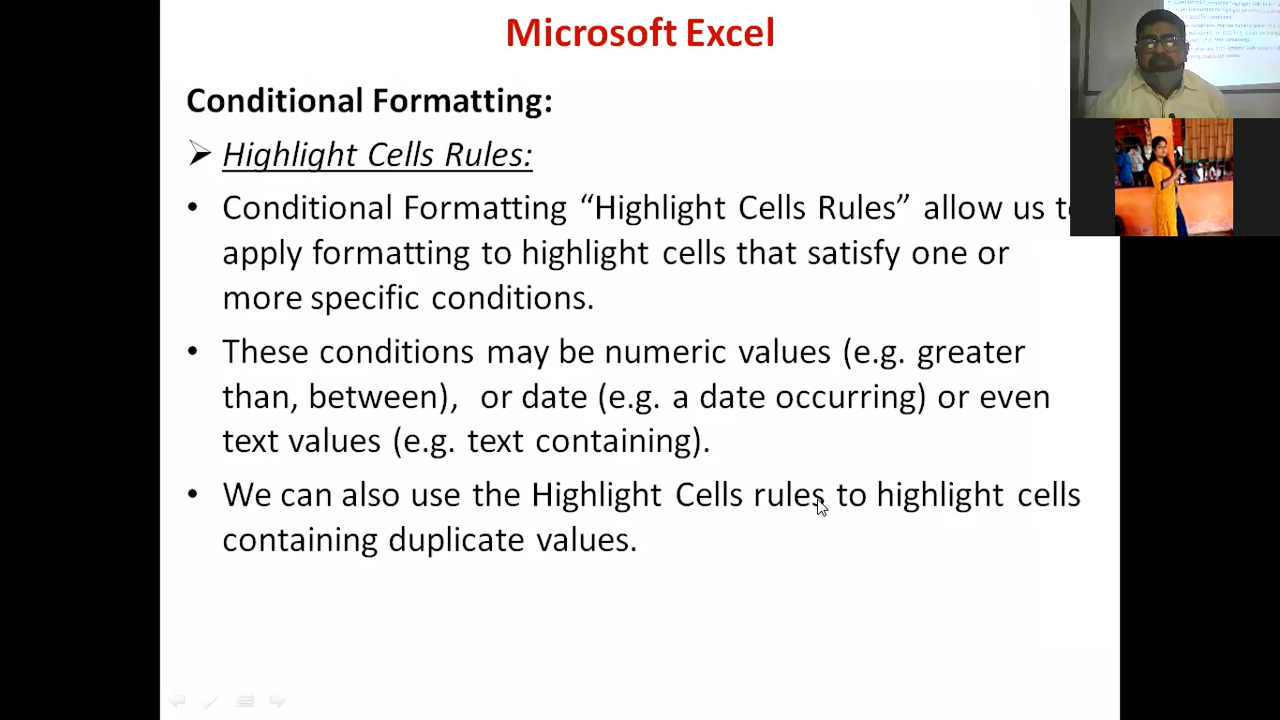 Microsoft Excel
Conditional Formatting:
Highlight Cells Rules:
• Conditional Formatting “Highlight Cells Rules” allow us
apply formatting to highlight cells that satisfy one or
more specific conditions.
• These conditions may be numeric values (e.g. greater
than, between), or date (e.g. a date occurring) or even
text values (e.g. text containing).
• We can also use the Highlight Cells rules to highlight cells
containing duplicate values.